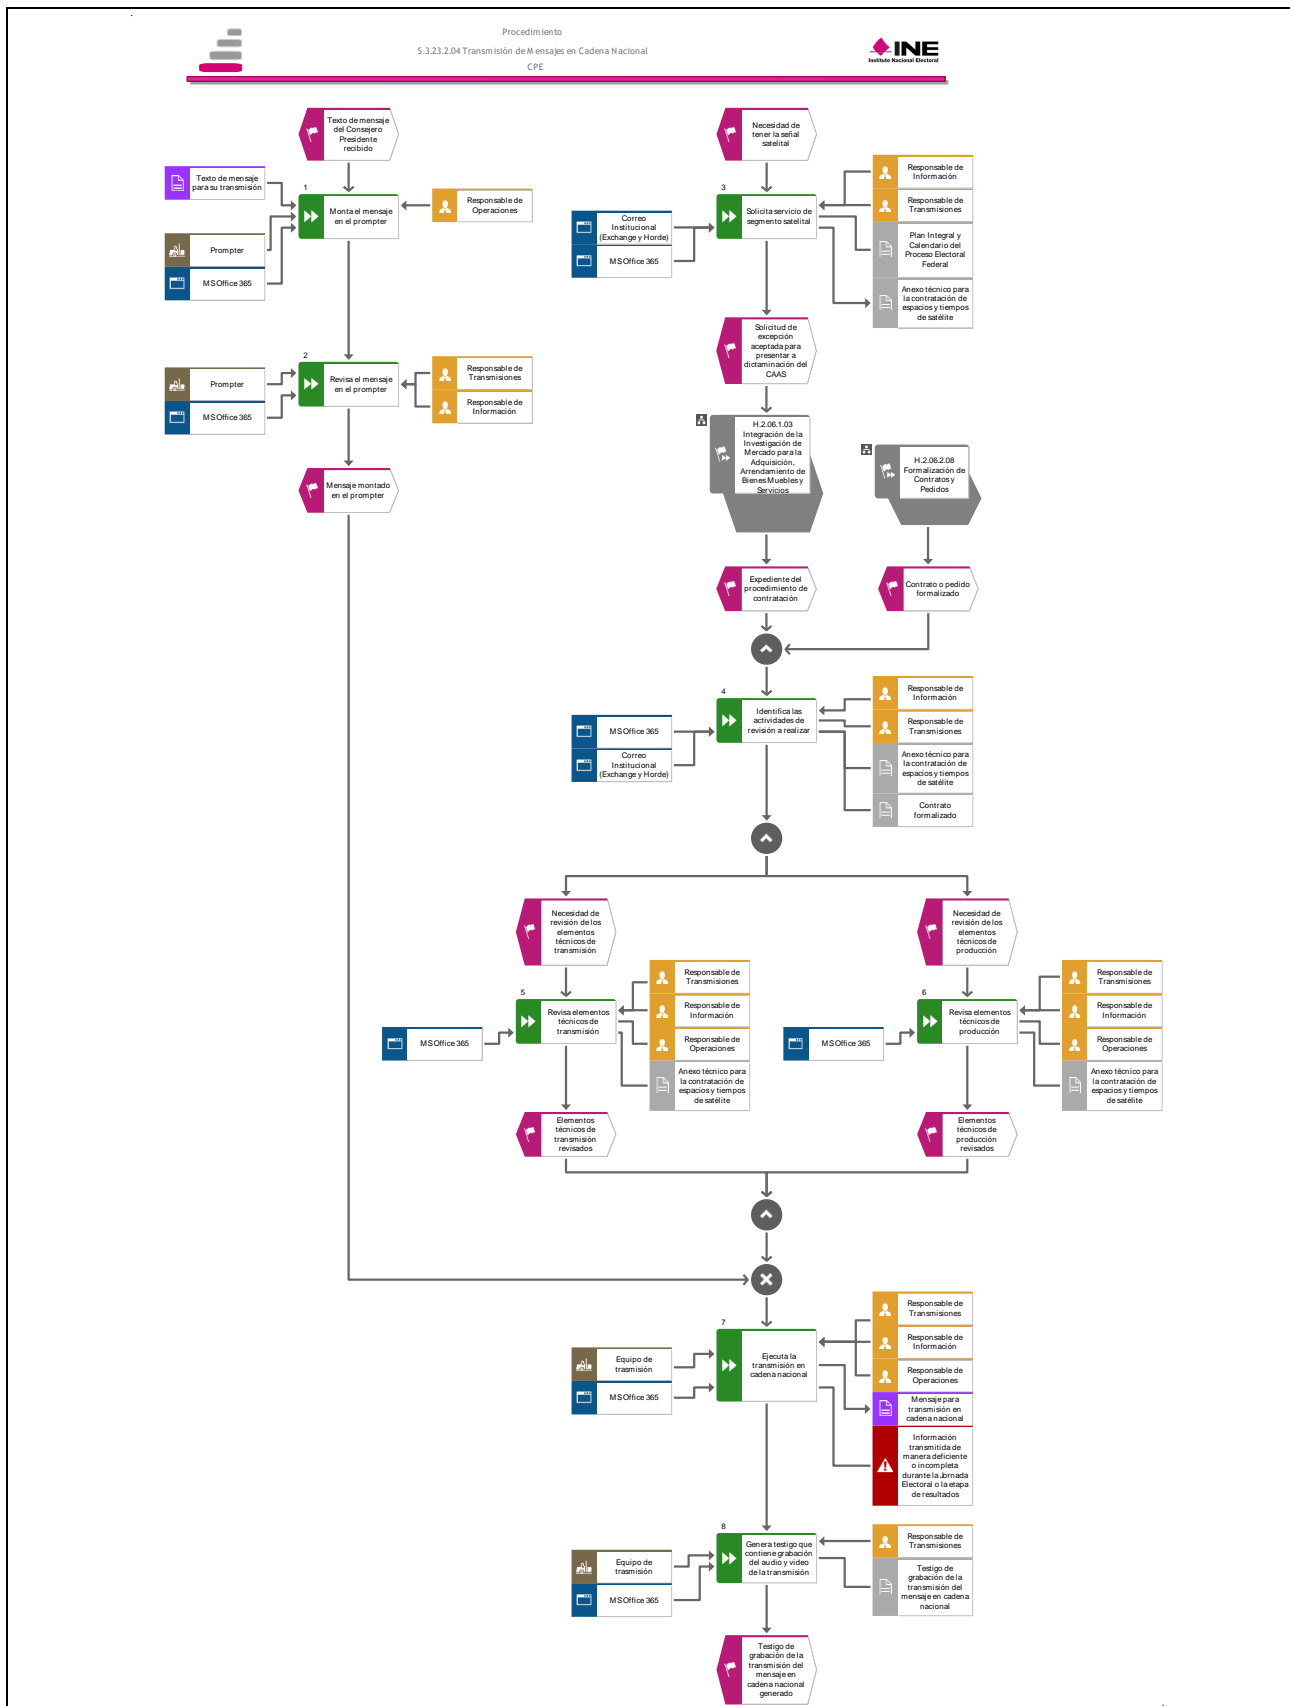 Procedimiento
S.3.23.2.04 Transmisión de Mensajes en Cadena Nacional
CPE
INE
Instituto Nacional Electoral
Texto de mensaje
del Consejero
Presidente
recibido
Texto de mensaje
para su transmisión
Prompter
MS Office 365
1
Monta el mensaje
en el prompter
Responsable de
Operaciones
2
Revisa el mensaje
en el prompter
Prompter
MS Office 365
Responsable de
Transmisiones
Responsable de
Información
Mensaje montado
en el prompter
Necesidad de
tener la señal
satelital
3
Solicita servicio de
segmento satelital
Correo
Institucional
(Exchange y Horde)
MS Office 365
Responsable de
Información
Responsable de
Transmisiones
Plan Integral y
Calendario del
Proceso Electoral
Federal
Anexo técnico para
la contratación de
espacios y tiempos
de satélite
Solicitud de
excepción
aceptada para
presentar a
dictaminación del
CAAS
H.2.06.1.03
Integración de la
Investigación de
Mercado para la
Adquisición,
Arrendamiento de
Bienes Muebles y
Servicios
H.2.06.2.08
Formalización de
Contratos y
Pedidos
Expediente del
procedimiento de
contratación
Contrato o pedido
formalizado
4
Identifica las
actividades de
revisión a realizar
MS Office 365
Correo
Institucional
(Exchange y Horde)
Responsable de
Información
Responsable de
Transmisiones
Anexo técnico para
la contratación de
espacios y tiempos
de satélite
Contrato
formalizado
Necesidad de
revisión de los
elementos
técnicos de
transmisión
5
Revisa elementos
técnicos de
transmisión
MS Office 365
Responsable de
Transmisiones
Responsable de
Información
Responsable de
Operaciones
Anexo técnico para
la contratación de
espacios y tiempos
de satélite
Elementos
técnicos de
transmisión
revisados
Necesidad de
revisión de los
elementos
técnicos de
producción
6
Revisa elementos
técnicos de
producción
MS Office 365
Responsable de
Transmisiones
Responsable de
Información
Responsable de
Operaciones
Anexo técnico para
la contratación de
espacios y tiempos
de satélite
Elementos
técnicos de
producción
revisados
7
Ejecuta la
transmisión en
cadena nacional
Equipo de
trasmisión
MS Office 365
Responsable de
Transmisiones
Responsable de
Información
Responsable de
Operaciones
Mensaje para
transmisión en
cadena nacional
Información
transmitida de
manera deficiente
o incompleta
durante la Jornada
Electoral o la etapa
de resultados
8
Genera testigo que
contiene grabación
del audio y video
de la transmisión
Equipo de
trasmisión
MS Office 365
Responsable de
Transmisiones
Testigo de
grabación de la
transmisión del
mensaje en cadena
nacional
Testigo de
grabación de la
transmisión del
mensaje en
cadena nacional
generado